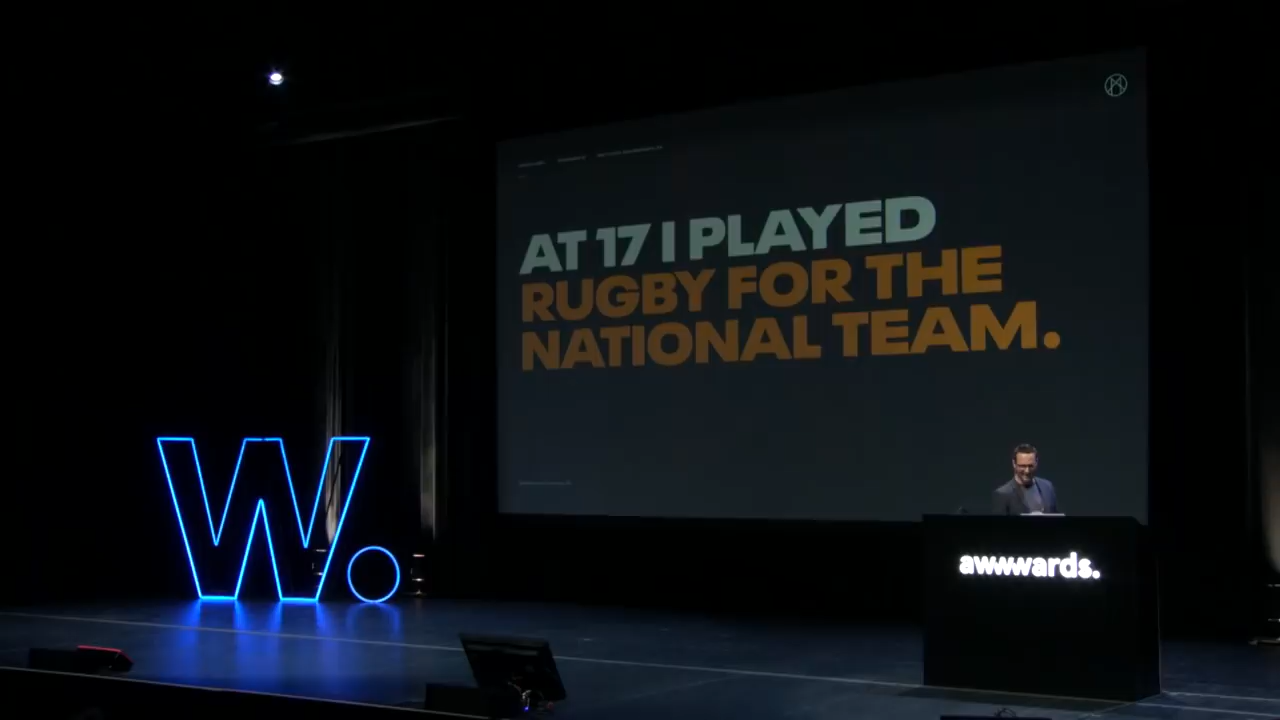 AT 17 I PLAYED
RUGBY FOR THE
NATIONAL TEAM.
W.
awwwards.